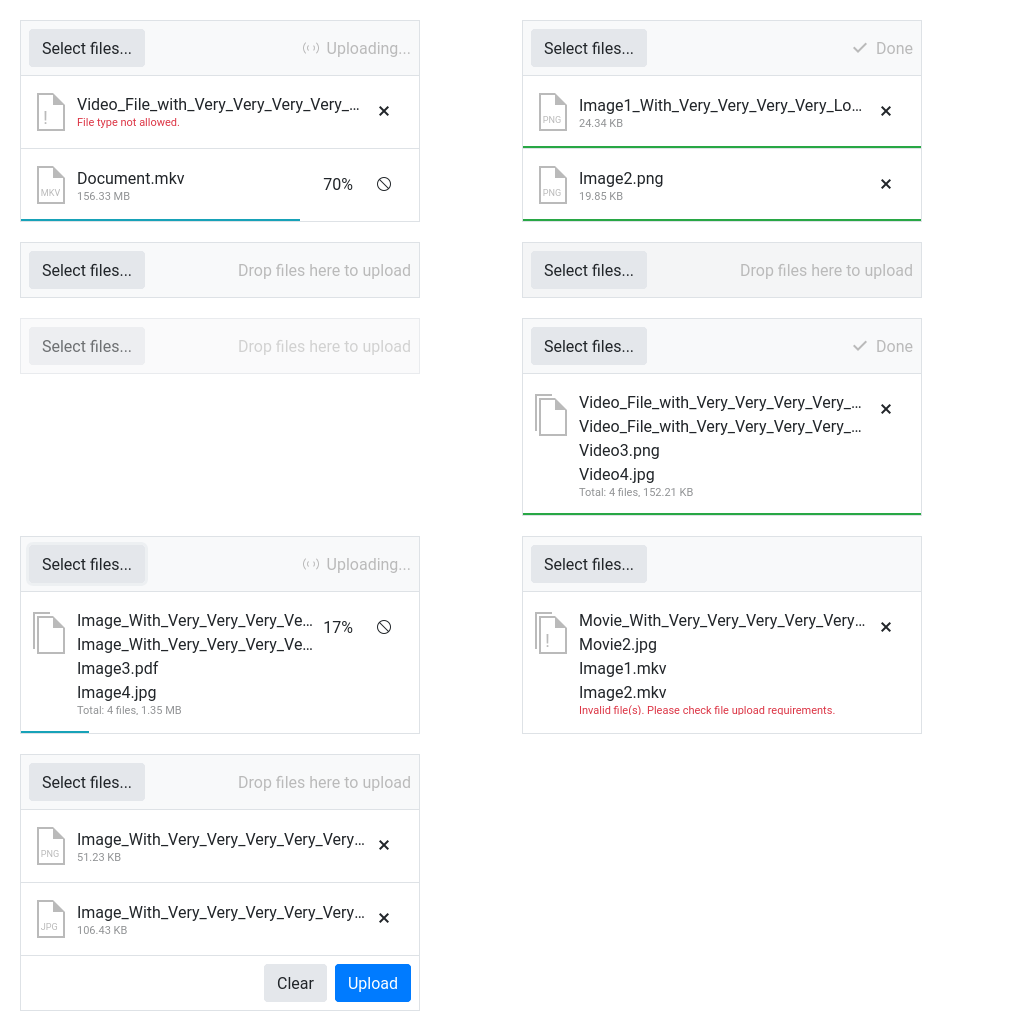 Select files...
Uploading...
Video_File_with_Very_Very_Very_Very_...
File type not allowed.
!
MKV
Document.mkv
156.33 MB
70%
Select files...
Done
PNG
Image1_With_Very_Very_Very_Very_Lo...
24.34 KB
PNG
Image2.png
19.85 KB
Select files...
Drop files here to upload
Select files...
Drop files here to upload
Select files...
Drop files here to upload
Select files...
Done
Video_File_with_Very_Very_Very_Very_...
Video_File_with_Very_Very_Very_Very_...
Video3.png
Video4.jpg
Total: 4 files, 152.21 KB
Select files...
Uploading...
Image_With_Very_Very_Very_Ve...
17%
Image_With_Very_Very_Very_Ve...
Image3.pdf
Image4.jpg
Total: 4 files, 1.35 MB
Select files...
!
Movie_With_Very_Very_Very_Very_Very...
Movie2.jpg
Image1.mkv
Image2.mkv
Invalid file(s). Please check file upload requirements.
Select files...
Drop files here to upload
PNG
Image_With_Very_Very_Very_Very_Very...
51.23 KB
JPG
Image_With_Very_Very_Very_Very_Very...
106.43 KB
Clear
Upload